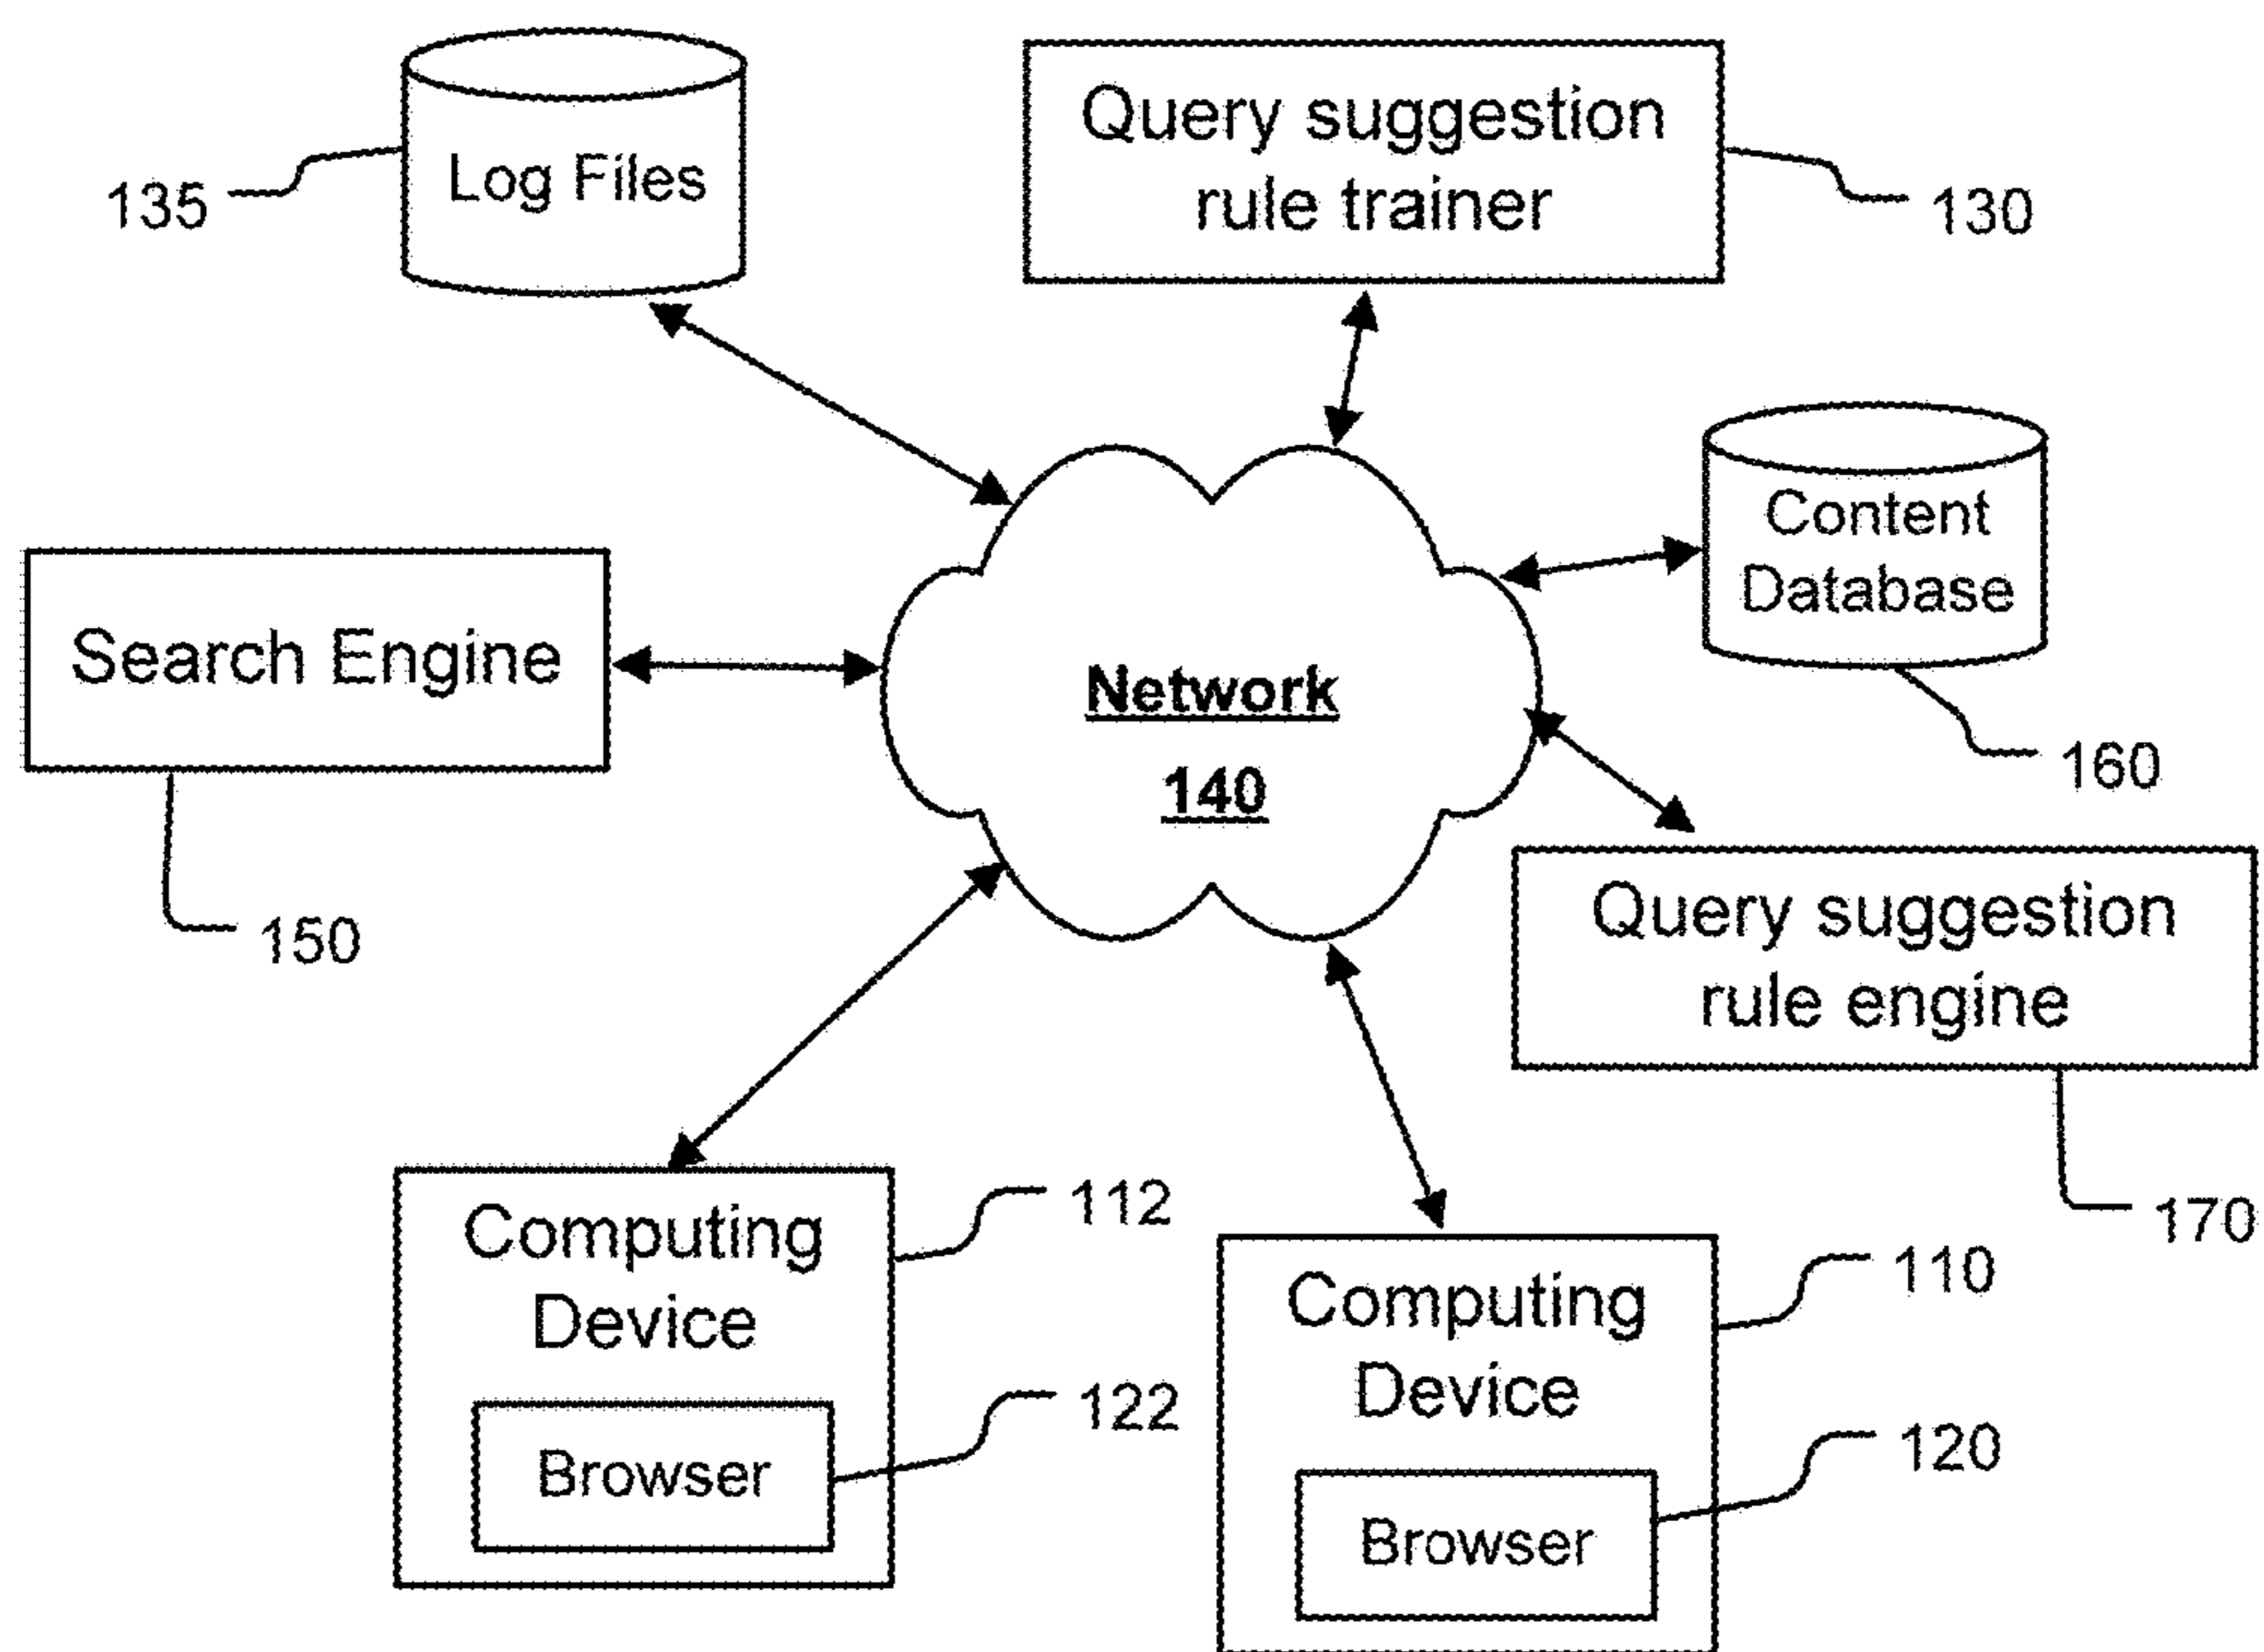 Log Files
135
Query suggestion
rule trainer
130
Content
Database
160
Search Engine
150
Network
140
Query suggestion
rule engine
170
Computing
Device
112
Browser
122
Computing
Device
110
Browser
120